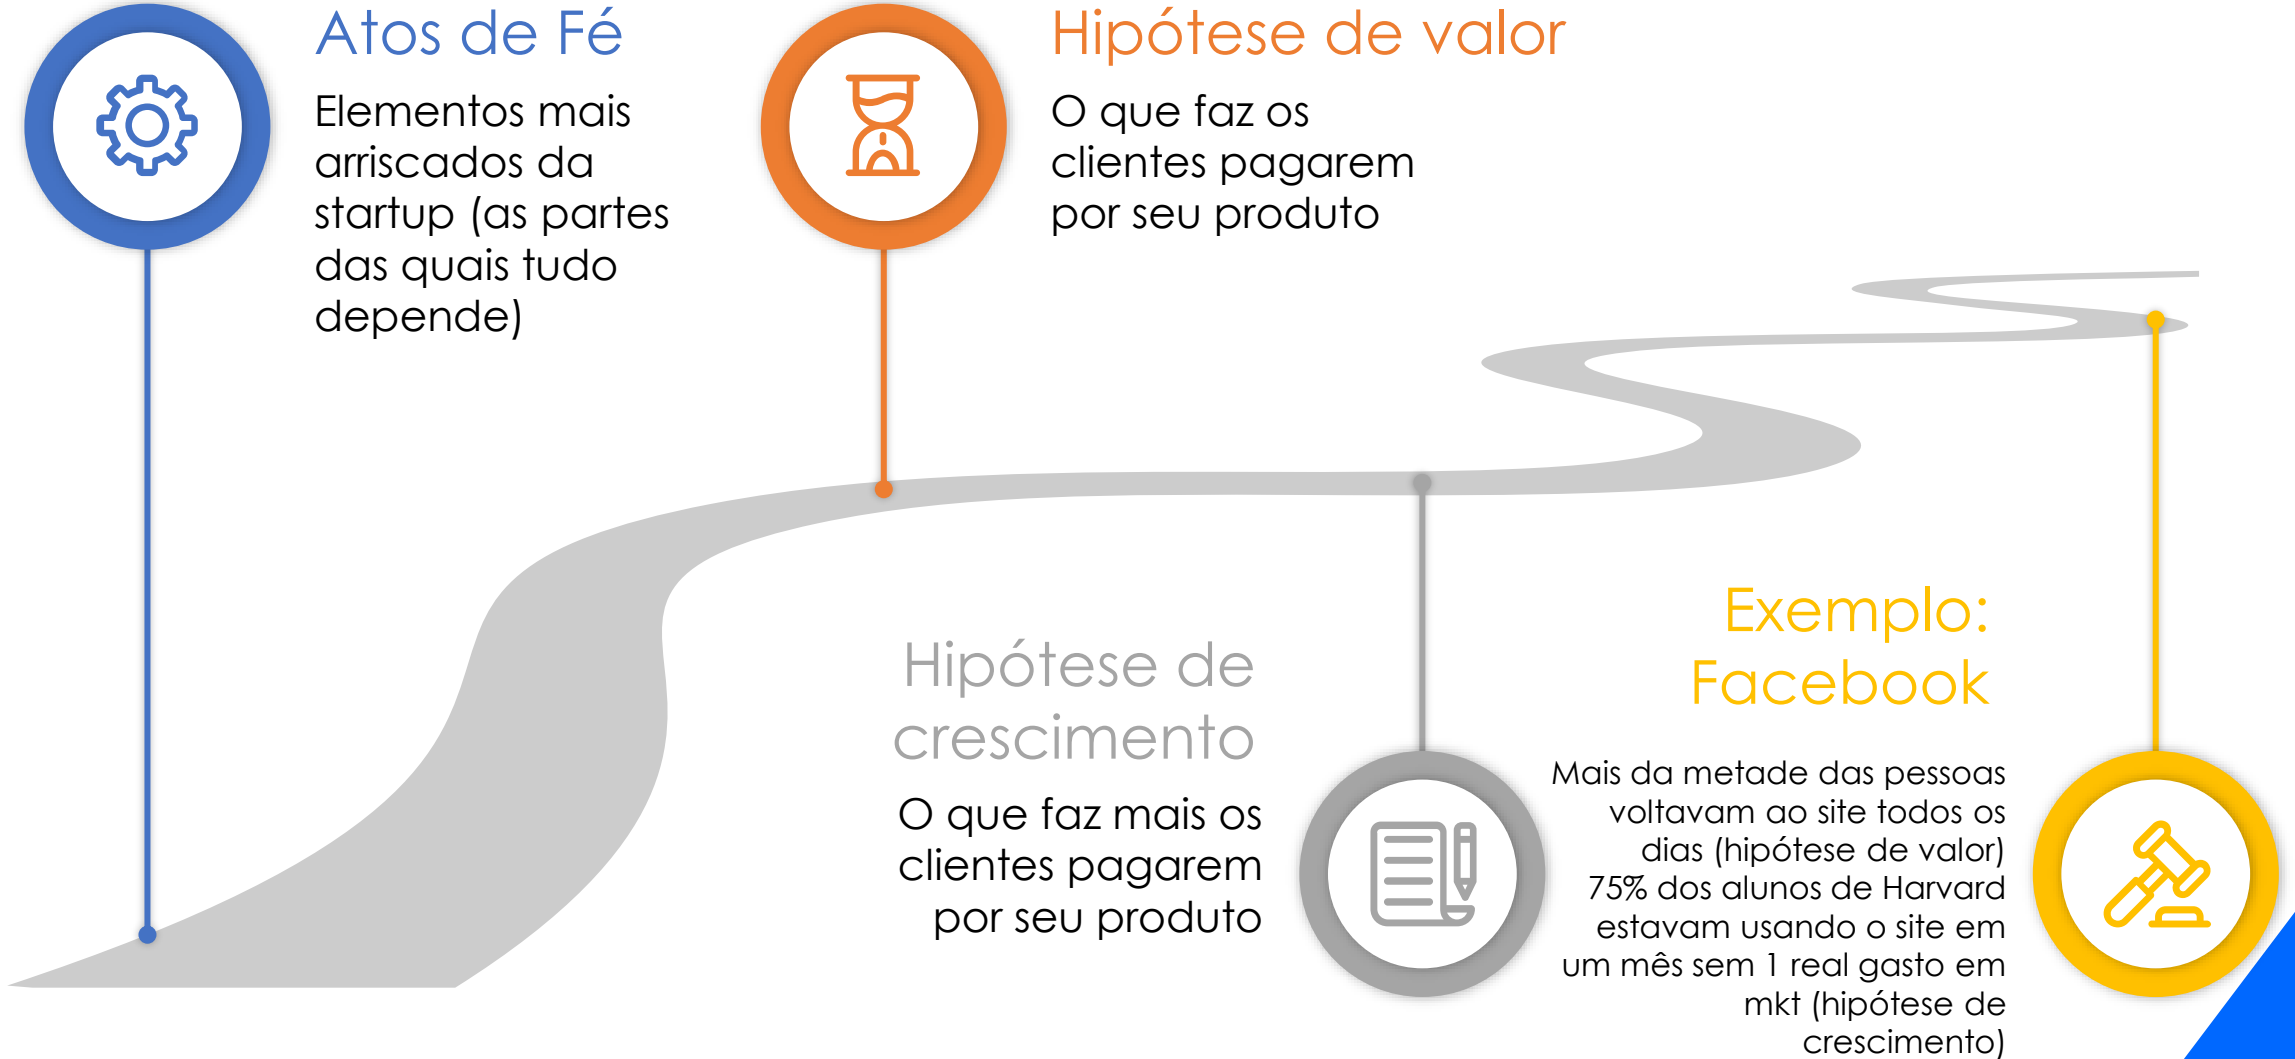 Atos de Fé
Elementos mais
arriscados da
startup (as partes
das quais tudo
depende)
Hipótese de valor
O que faz os
clientes pagarem
por seu produto
Hipótese de
crescimento
O que faz mais os
clientes pagarem
por seu produto
Exemplo:
Facebook
Mais da metade das pessoas
voltavam ao site todos os
dias (hipótese de valor)
75% dos alunos de Harvard
estavam usando o site em
um mês sem 1 real gasto em
mkt (hipótese de
crescimento)